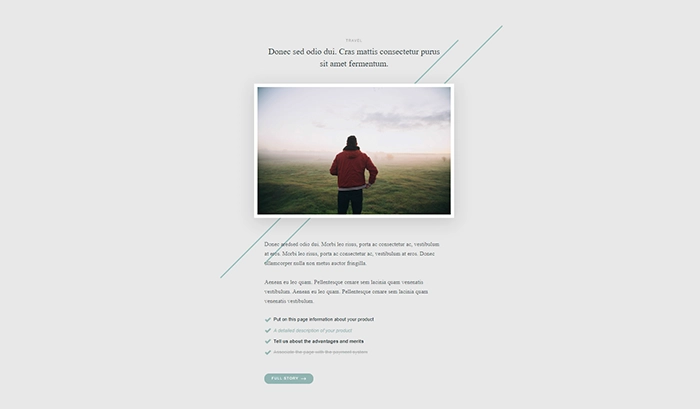 TRAVEL
Donec sed odio dui. Cras mattis consectetur purus
sit amet fermentum.
Donec sed odio dui. Morbi leo risus, porta ac consectetur ac, vestibulum
at eros. Morbi leo risus, porta ac consectetur ac, vestibulum at eros. Donec
ullamcorper nulla non metus auctor fringilla.
Aenean eu leo quam. Pellentesque ornare sem lacinia quam venenatis
vestibulum. Aenean eu leo quam. Pellentesque ornare sem lacinia quam
venenatis vestibulum.
Put on this page information about your product
A detailed description of your product
Tell us about the advantages and merits
Associate the page with the payment system
FULL STORY